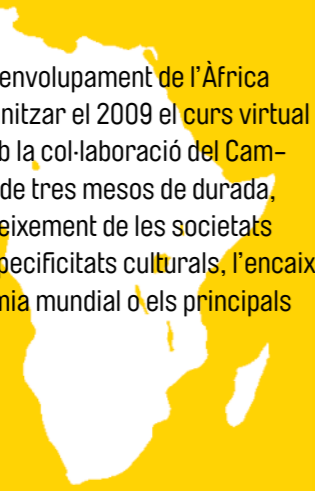 envolupament de l’Àfrica
nitzar el 2009 el curs virtual
b la col·laboració del Cam-
de tres mesos de durada,
eixement de les societats
pecificitats culturals, l’encaix
mia mundial o els principals